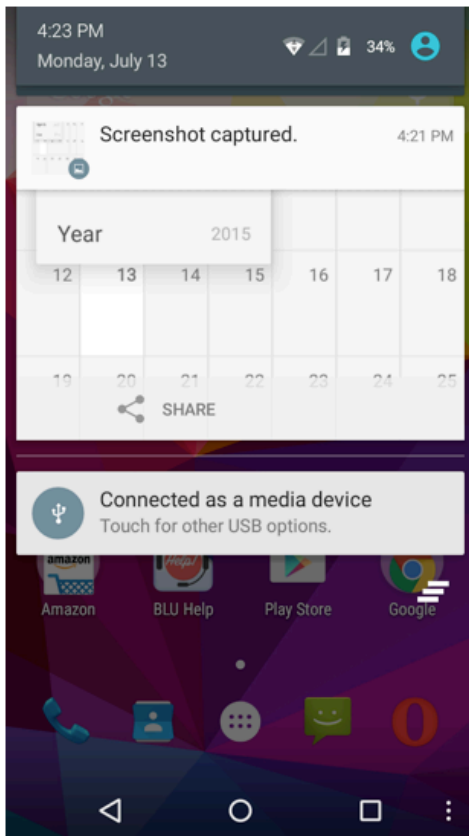 4:23 PM
Monday, July 13
34%
Screenshot captured.
4:21 PM
Year 2015
12 13 14 15 16 17 18
19 20 21 22 23 24 25
SHARE
Connected as a media device
Touch for other USB options.
amazon
Help!
Amazon BLU Help Play Store Google